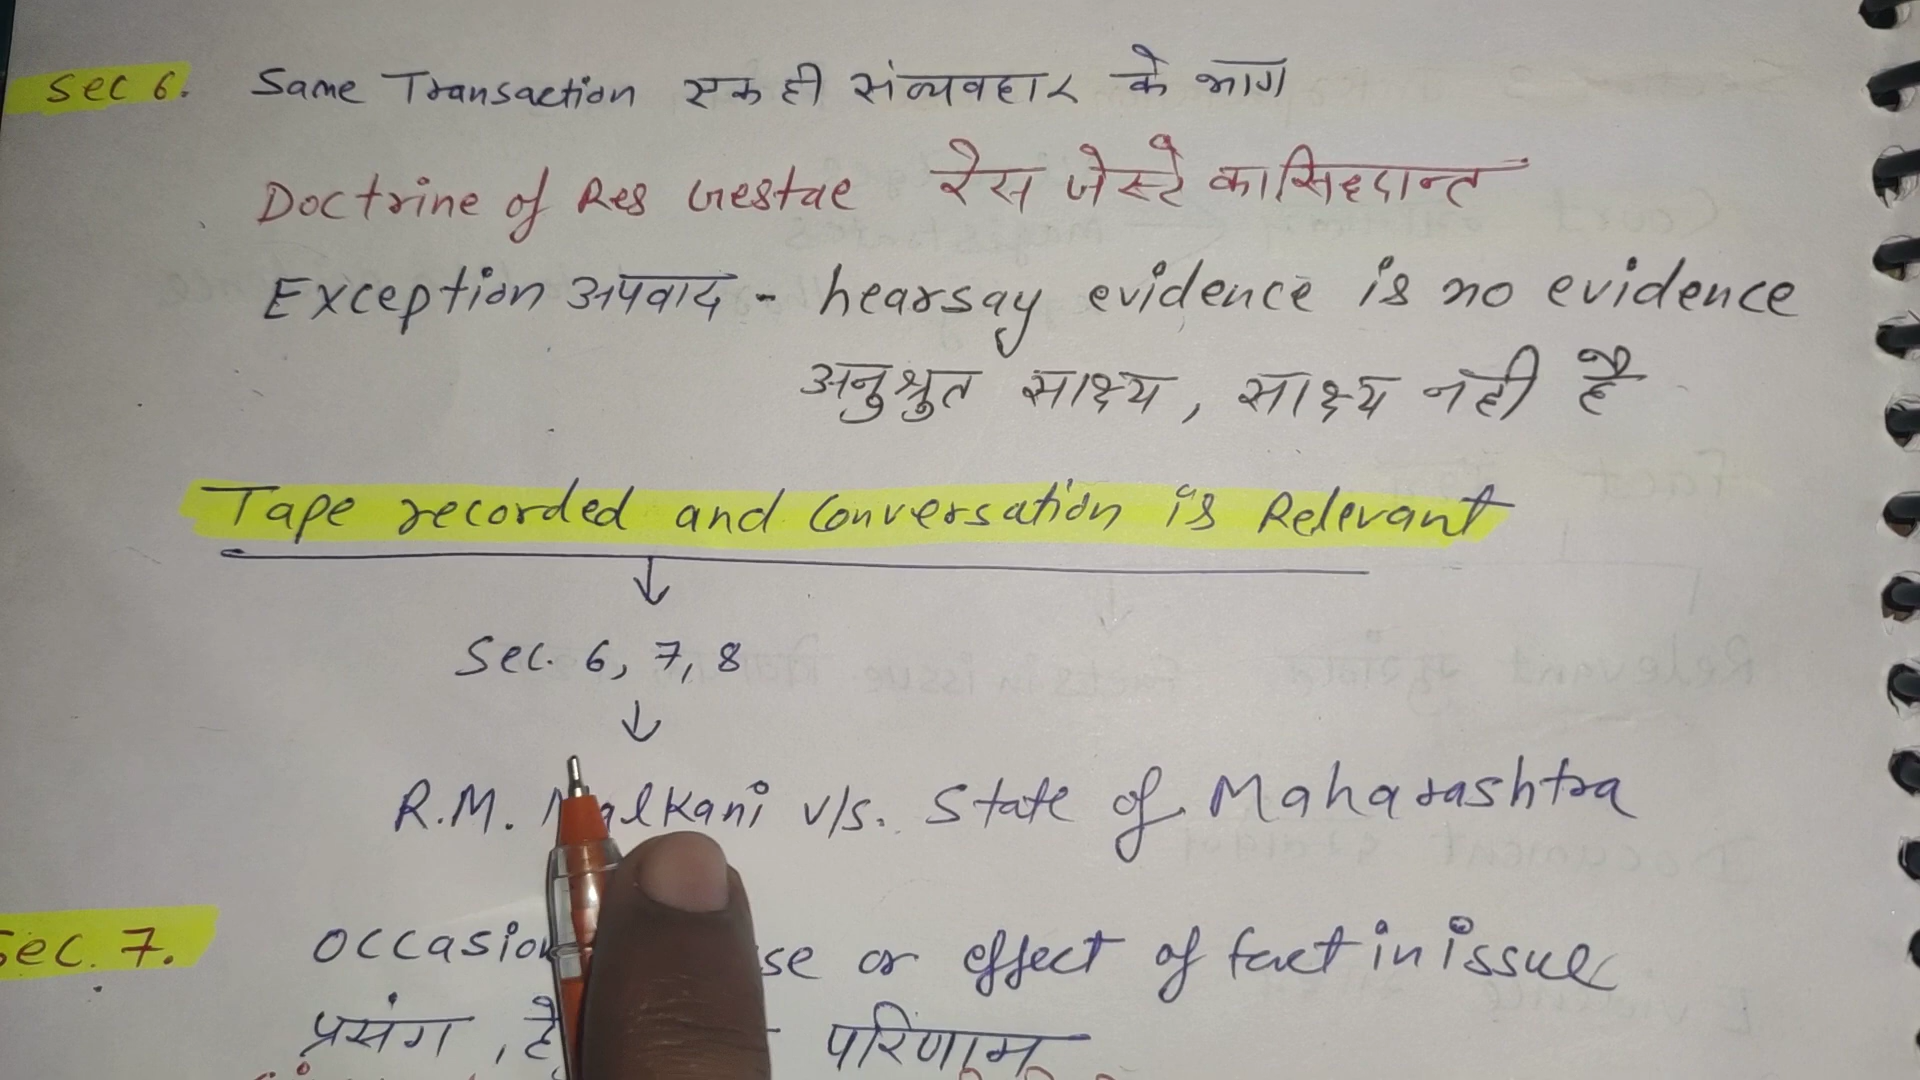 Sec 6. Same Transaction एक ही संव्यवहार के भाग
Doctrine of Res Gestae रेस जेस्टे का सिद्दान्त
Exception अपवाद - hearsay evidence is no evidence
अनुश्रुत साक्ष्य, साक्ष्य नही है
Tape recorded and Conversation is Relevant
Sec. 6, 7, 8
R.M. Malkani v/s. State of Maharashtra
Sec. 7. occasion se or effect of fact in issue
प्रसंग, परिणाम